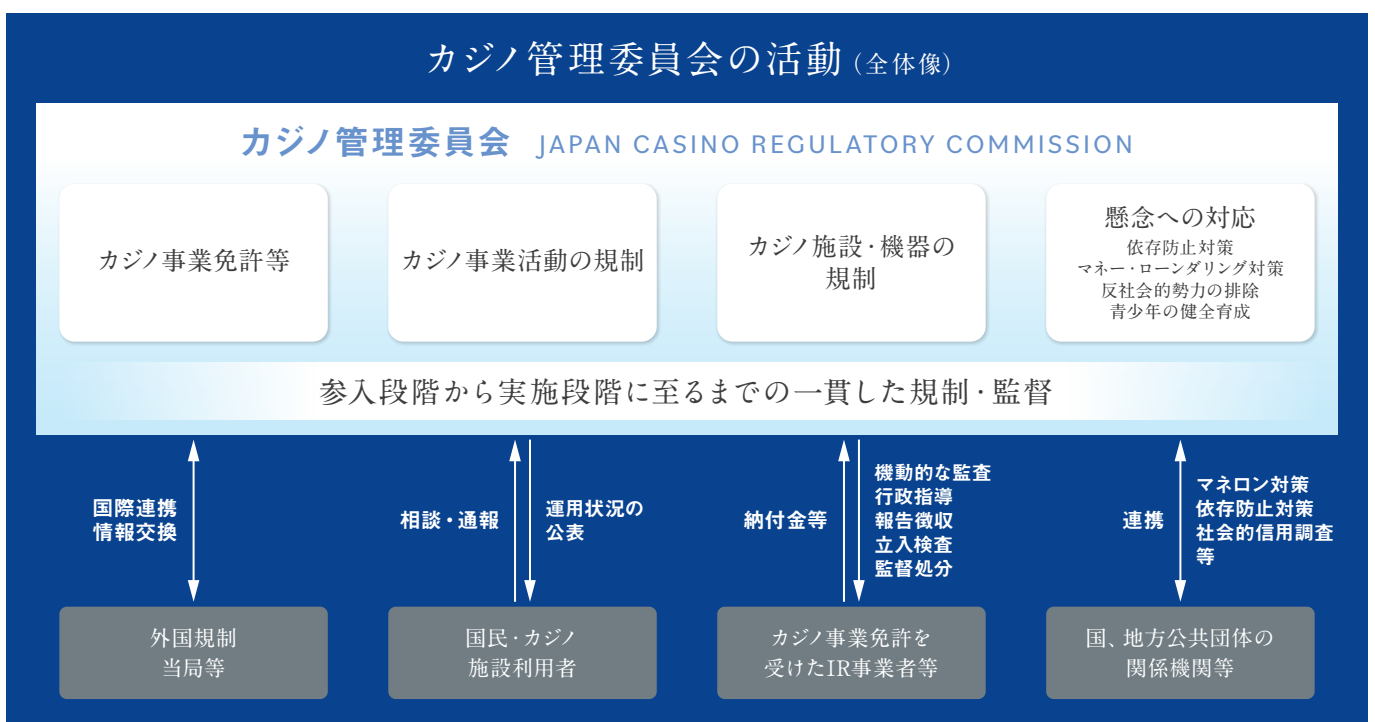 カジノ管理委員会の活動(全体像)
カジノ管理委員会 JAPAN CASINO REGULATORY COMMISSION
カジノ事業免許等
カジノ事業活動の規制
カジノ施設・機器の
規制
懸念への対応
依存防止対策
マネー・ローンダリング対策
反社会的勢力の排除
青少年の健全育成
参入段階から実施段階に至るまでの一貫した規制・監督
国際連携
情報交換
相談・通報
運用状況の
公表
納付金等
機動的な監査
行政指導
報告徴収
立入検査
監督処分
連携
マネロン対策
依存防止対策
社会的信用調査
等
外国規制
当局等
国民・カジノ
施設利用者
カジノ事業免許を
受けたIR事業者等
国、地方公共団体の
関係機関等